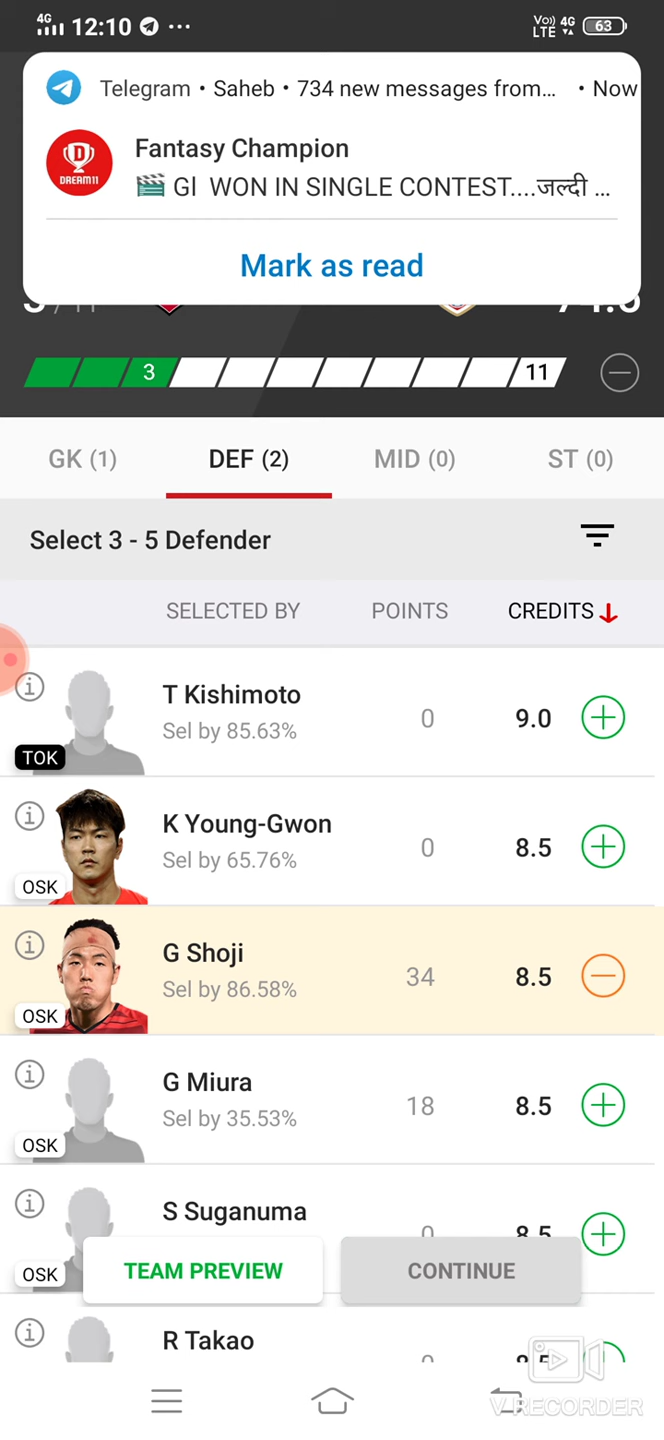 4G 12:10 Vo)) LTE 4G 63
Telegram • Saheb • 734 new messages from... • Now
DREAM11
Fantasy Champion
🎬 GI WON IN SINGLE CONTEST....जल्दी ...
Mark as read
3 11
GK (1) DEF (2) MID (0) ST (0)
Select 3 - 5 Defender
SELECTED BY POINTS CREDITS
T Kishimoto
Sel by 85.63% 0 9.0
TOK
K Young-Gwon
Sel by 65.76% 0 8.5
OSK
G Shoji
Sel by 86.58% 34 8.5
OSK
G Miura
Sel by 35.53% 18 8.5
OSK
S Suganuma
OSK
TEAM PREVIEW CONTINUE
R Takao
V RECORDER